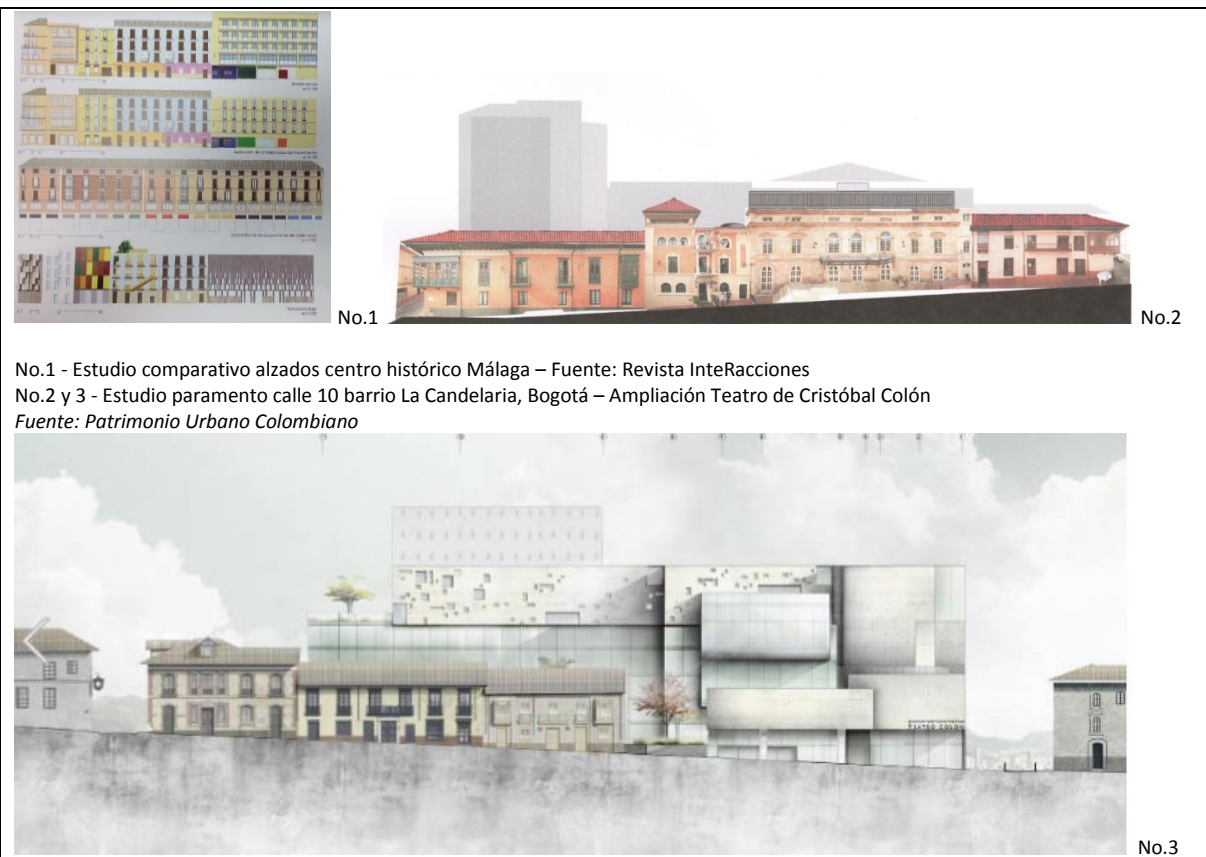 No.1
No.2
No.1 - Estudio comparativo alzados centro histórico Málaga – Fuente: Revista InteRacciones
No.2 y 3 - Estudio paramento calle 10 barrio La Candelaria, Bogotá – Ampliación Teatro de Cristóbal Colón
Fuente: Patrimonio Urbano Colombiano
TEATRO COLON
No.3